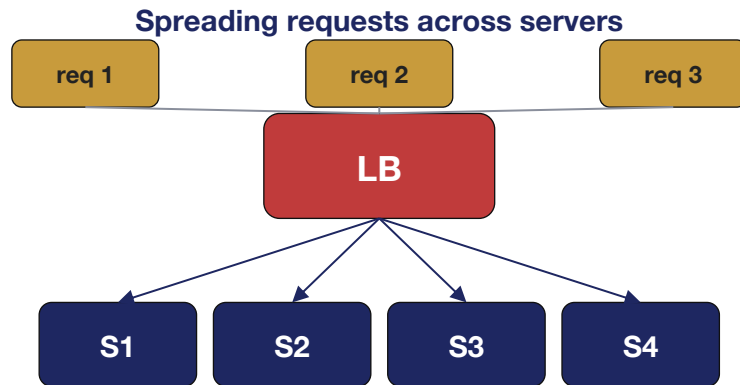 Spreading requests across servers
req 1
req 2
req 3
LB
S1
S2
S3
S4